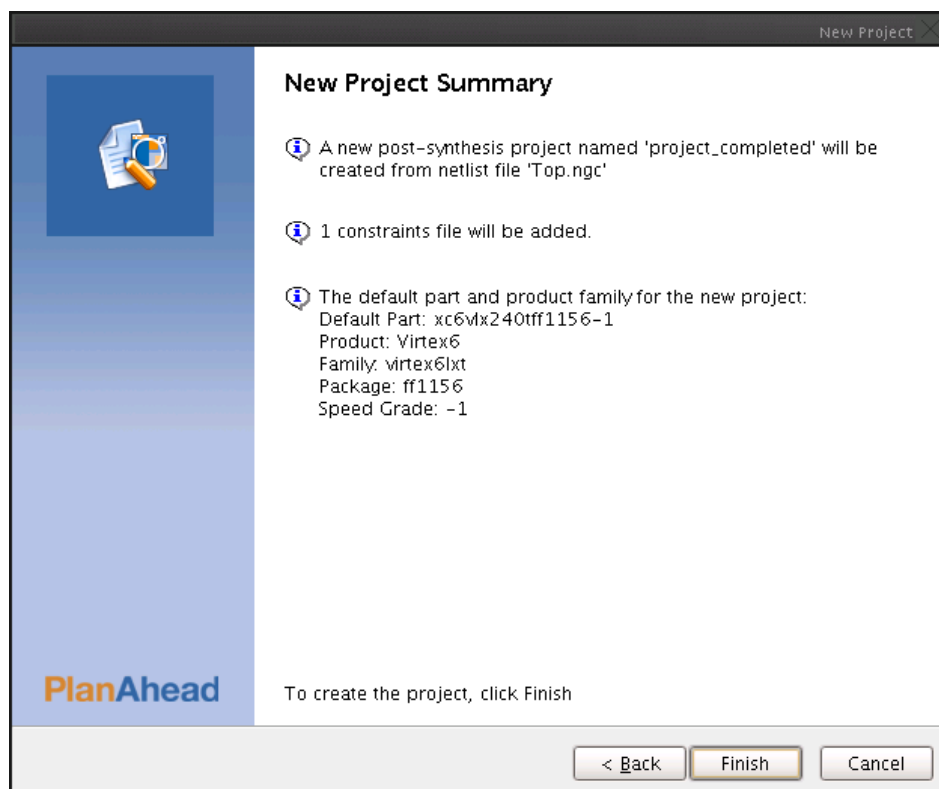 New Project
New Project Summary
A new post-synthesis project named 'project_completed' will be
created from netlist file 'Top.ngc'
1 constraints file will be added.
The default part and product family for the new project:
Default Part: xc6vlx240tff1156-1
Product: Virtex6
Family: virtex6lxt
Package: ff1156
Speed Grade: -1
PlanAhead
To create the project, click Finish
< Back
Finish
Cancel